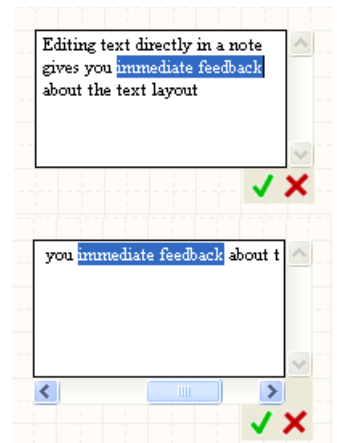 Editing text directly in a note
gives you immediate feedback
about the text layout
you immediate feedback about t